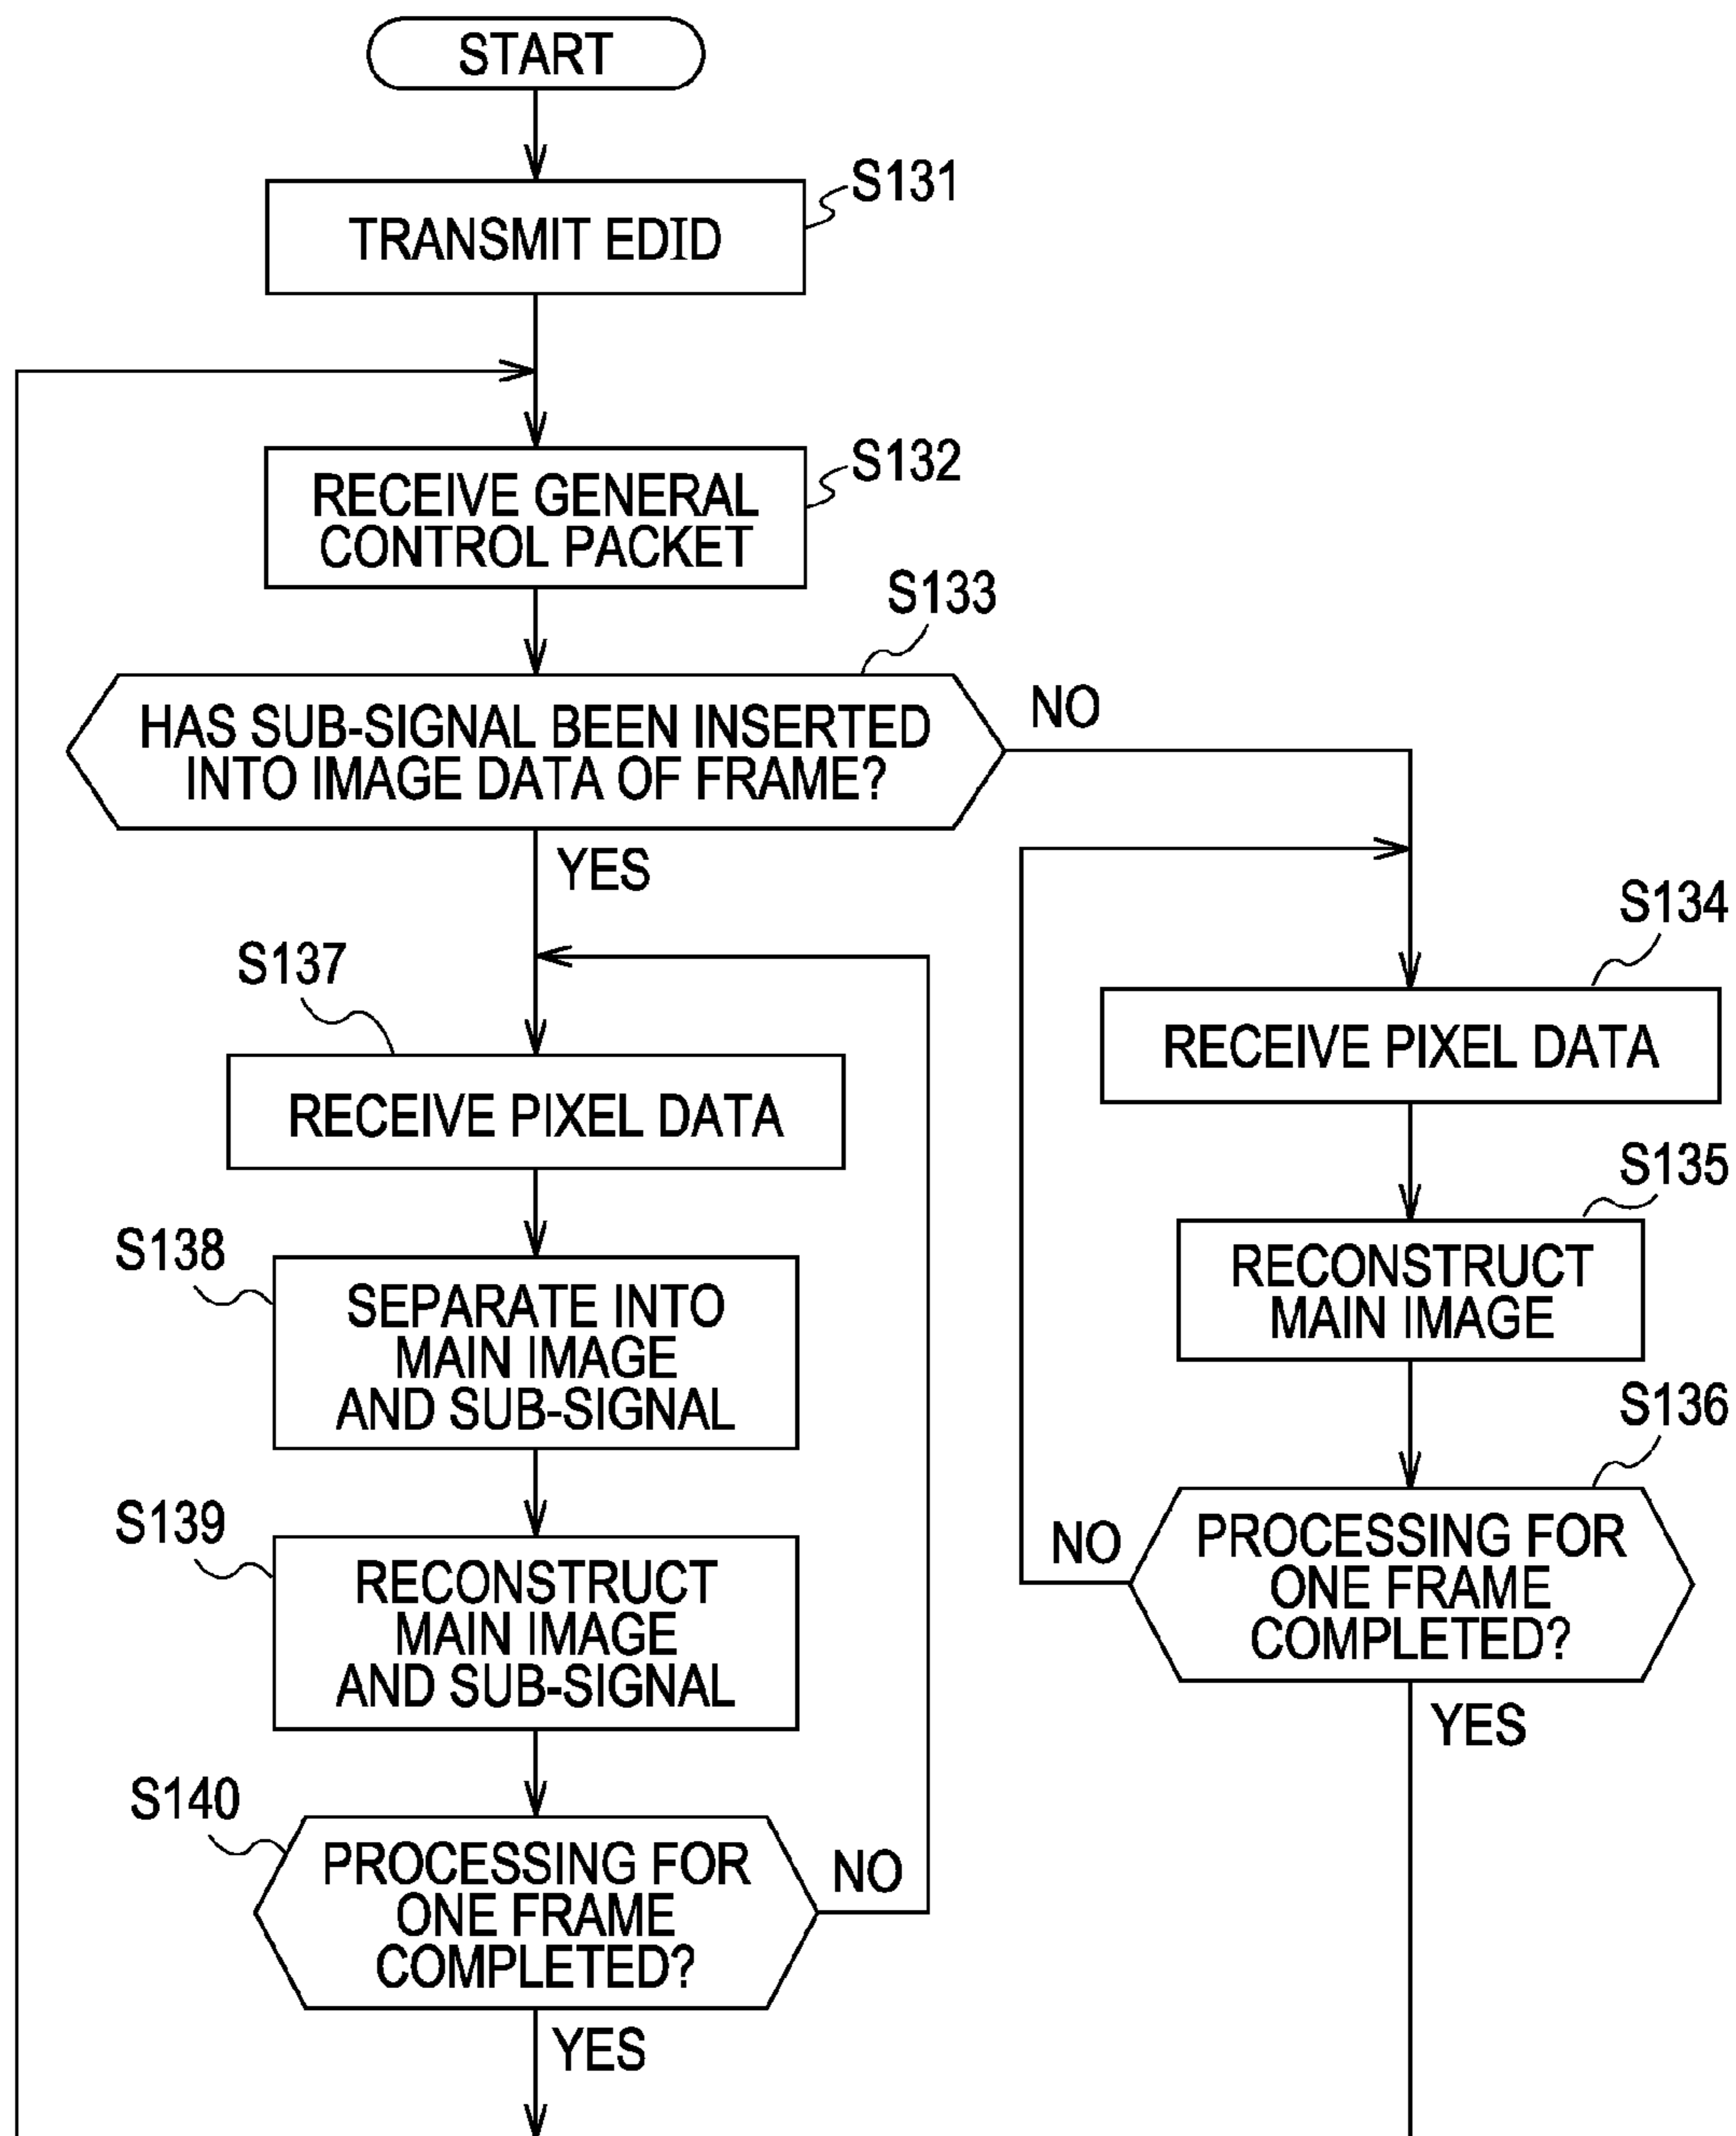 START
S131
TRANSMIT EDID
S132
RECEIVE GENERAL
CONTROL PACKET
S133
HAS SUB-SIGNAL BEEN INSERTED
INTO IMAGE DATA OF FRAME?
NO
YES
S134
RECEIVE PIXEL DATA
S135
RECONSTRUCT
MAIN IMAGE
S136
PROCESSING FOR
ONE FRAME
COMPLETED?
NO
YES
S137
RECEIVE PIXEL DATA
S138
SEPARATE INTO
MAIN IMAGE
AND SUB-SIGNAL
S139
RECONSTRUCT
MAIN IMAGE
AND SUB-SIGNAL
S140
PROCESSING FOR
ONE FRAME
COMPLETED?
NO
YES